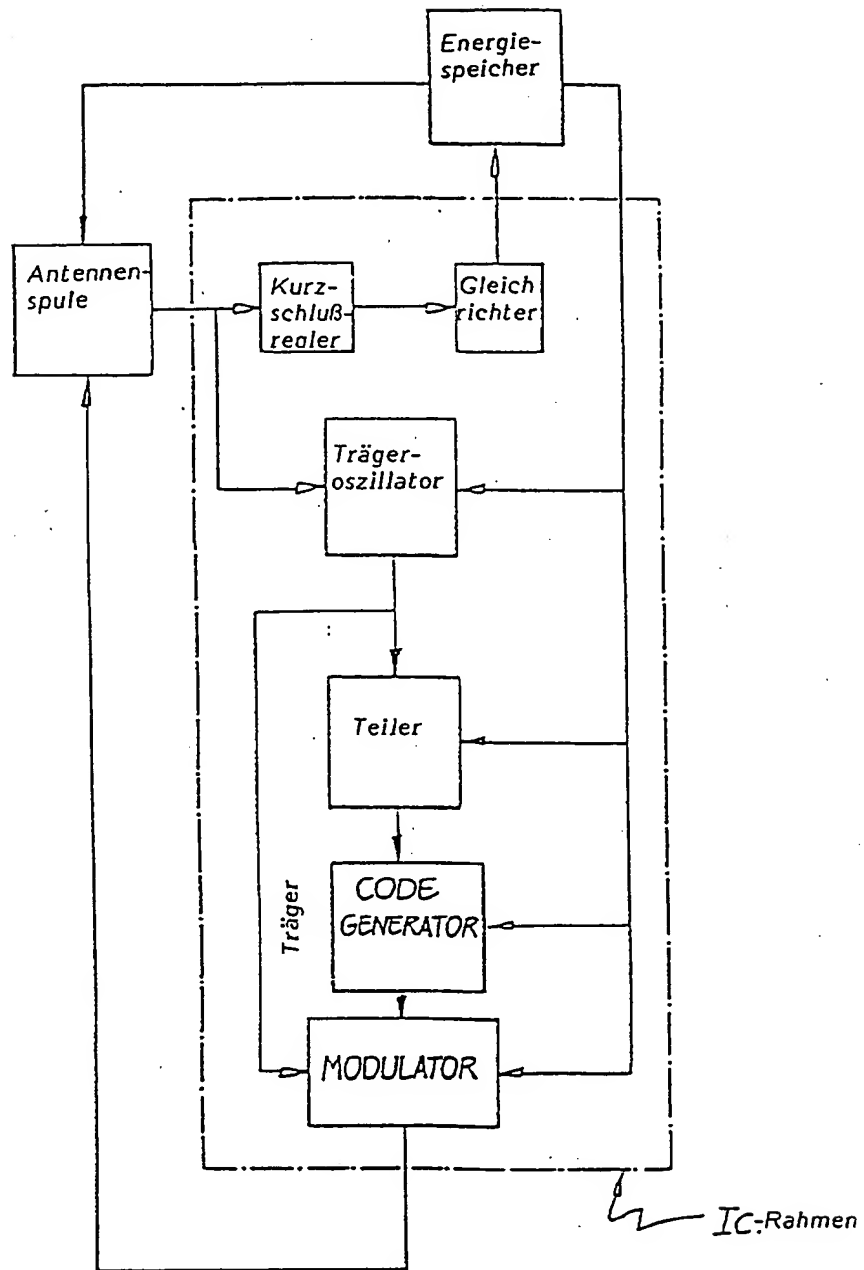 Energie-
speicher
Antennen-
spule
Kurz-
schluß-
realer
Gleich
richter
Träger-
oszillator
Teiler
Träger
CODE
GENERATOR
MODULATOR
IC-Rahmen